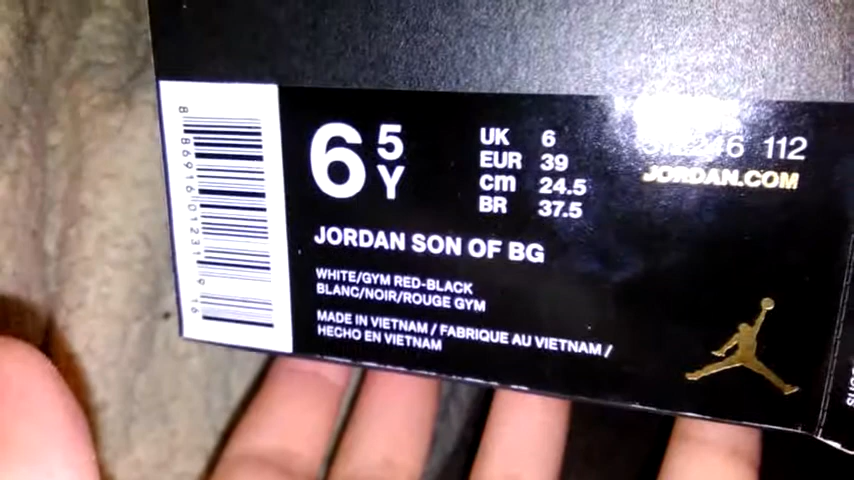 6 5 Y
UK 6
EUR 39
cm 24.5
BR 37.5
112
JORDAN.COM
JORDAN SON OF BG
WHITE/GYM RED-BLACK
BLANC/NOIR/ROUGE GYM
MADE IN VIETNAM / FABRIQUE AU VIETNAM /
HECHO EN VIETNAM